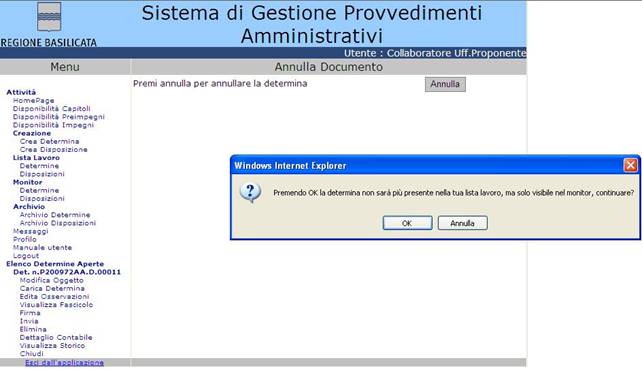 Sistema di Gestione Provvedimenti
Amministrativi
REGIONE BASILICATA
Utente : Collaboratore Uff.Proponente
Menu
Annulla Documento
Premi annulla per annullare la determina
Annulla
Attività
HomePage
Disponibilità Capitoli
Disponibilità Preimpegni
Disponibilità Impegni
Creazione
Crea Determina
Crea Disposizione
Lista Lavoro
Determine
Disposizioni
Monitor
Determine
Disposizioni
Archivio
Archivio Determine
Archivio Disposizioni
Messaggi
Profilo
Manuale utente
Logout
Elenco Determine Aperte
Det. n.P200972AA.D.00011
Modifica Oggetto
Carica Determina
Edita Osservazioni
Visualizza Fascicolo
Firma
Invia
Elimina
Dettaglio Contabile
Visualizza Storico
Chiudi
Esci dall'applicazione
Windows Internet Explorer
Premendo OK la determina non sará più presente nella tua lista lavoro, ma solo visibile nel monitor, continuare?
OK
Annulla